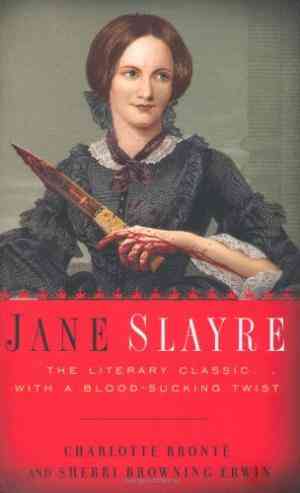 JANE SLAYRE
THE LITERARY CLASSIC...
WITH A BLOOD-SUCKING TWIST
CHARLOTTE BRONTË
AND SHERRI BROWNING ERWIN